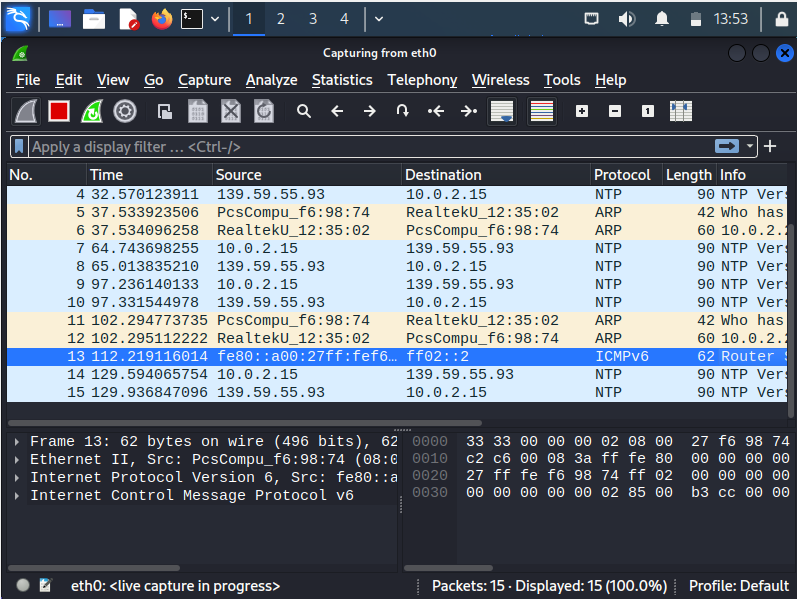 1 2 3 4 13:53
Capturing from eth0
File Edit View Go Capture Analyze Statistics Telephony Wireless Tools Help
Apply a display filter … <Ctrl-/>
No. Time Source Destination Protocol Length Info
4 32.570123911 139.59.55.93 10.0.2.15 NTP 90 NTP Vers
5 37.533923506 PcsCompu_f6:98:74 RealtekU_12:35:02 ARP 42 Who has
6 37.534096258 RealtekU_12:35:02 PcsCompu_f6:98:74 ARP 60 10.0.2.2
7 64.743698255 10.0.2.15 139.59.55.93 NTP 90 NTP Vers
8 65.013835210 139.59.55.93 10.0.2.15 NTP 90 NTP Vers
9 97.236140133 10.0.2.15 139.59.55.93 NTP 90 NTP Vers
10 97.331544978 139.59.55.93 10.0.2.15 NTP 90 NTP Vers
11 102.294773735 PcsCompu_f6:98:74 RealtekU_12:35:02 ARP 42 Who has
12 102.295112222 RealtekU_12:35:02 PcsCompu_f6:98:74 ARP 60 10.0.2.2
13 112.219116014 fe80::a00:27ff:fef6… ff02::2 ICMPv6 62 Router S
14 129.594065754 10.0.2.15 139.59.55.93 NTP 90 NTP Vers
15 129.936847096 139.59.55.93 10.0.2.15 NTP 90 NTP Vers
Frame 13: 62 bytes on wire (496 bits), 62
Ethernet II, Src: PcsCompu_f6:98:74 (08:0
Internet Protocol Version 6, Src: fe80::a
Internet Control Message Protocol v6
0000 33 33 00 00 00 02 08 00 27 f6 98 74
0010 c2 c6 00 08 3a ff fe 80 00 00 00 00
0020 27 ff fe f6 98 74 ff 02 00 00 00 00
0030 00 00 00 00 00 02 85 00 b3 cc 00 00
eth0: <live capture in progress> Packets: 15 · Displayed: 15 (100.0%) Profile: Default